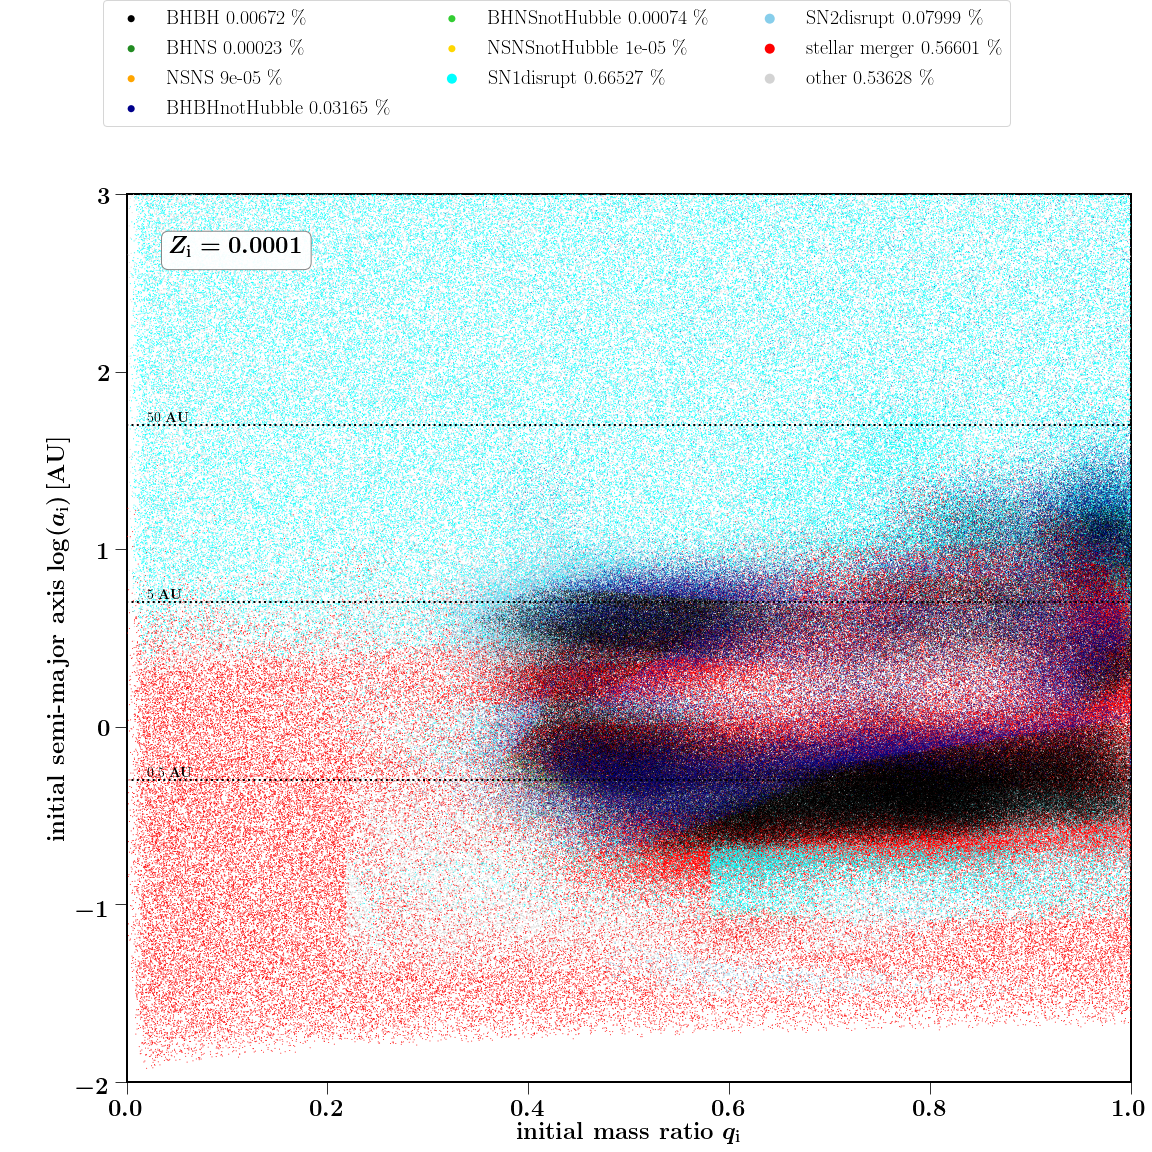 BHBH 0.00672 %
BHNS 0.00023 %
NSNS 9e-05 %
BHBHnotHubble 0.03165 %
BHNSnotHubble 0.00074 %
NSNSnotHubble 1e-05 %
SN1disrupt 0.66527 %
SN2disrupt 0.07999 %
stellar merger 0.56601 %
other 0.53628 %
3
Zi = 0.0001
2
50 AU
1
5 AU
0
0.5 AU
−1
−2
initial semi-major axis log(ai) [AU]
0.0 0.2 0.4 0.6 0.8 1.0
initial mass ratio qi